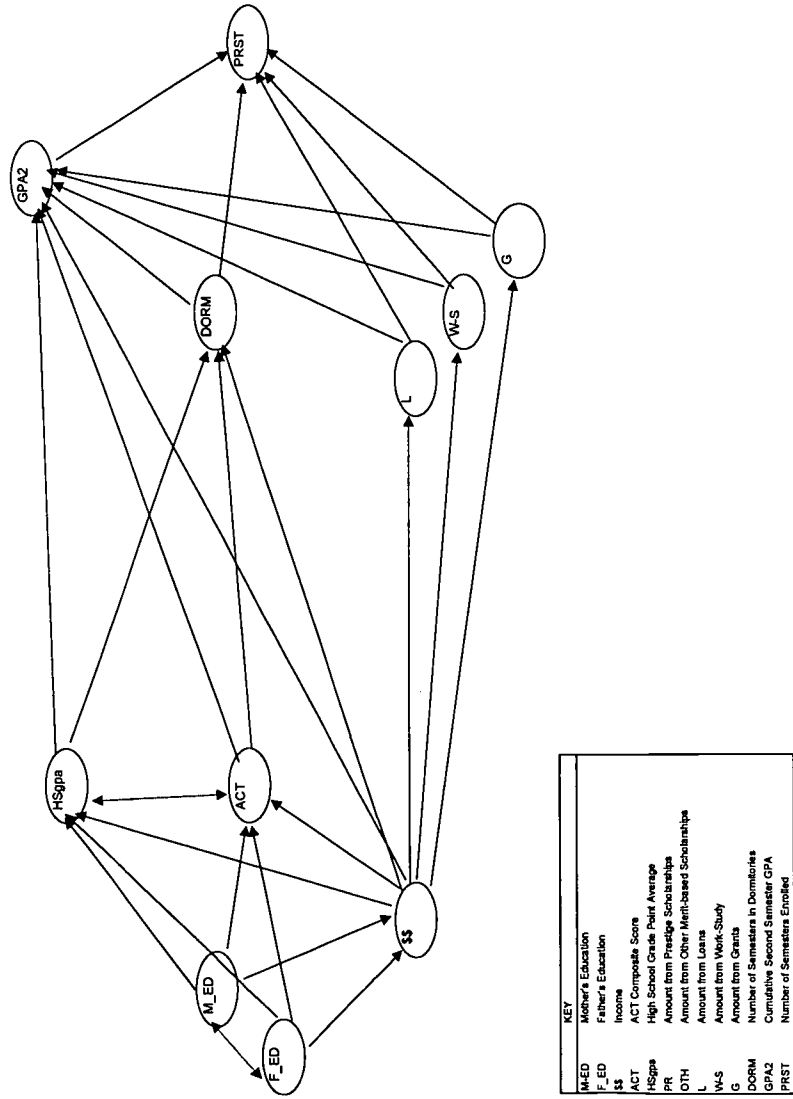 GPA2
PRST
DORM
HSgpa
ACT
L
W-S
G
M_ED
F_ED
$$
KEY
M-ED Mother's Education
F_ED Father's Education
$$ Income
ACT ACT Composite Score
HSgpa High School Grade Point Average
PR Amount from Prestige Scholarships
OTH Amount from Other Merit-based Scholarships
L Amount from Loans
W-S Amount from Work-Study
G Amount from Grants
DORM Number of Semesters in Dormitories
GPA2 Cumulative Second Semester GPA
PRST Number of Semesters Enrolled